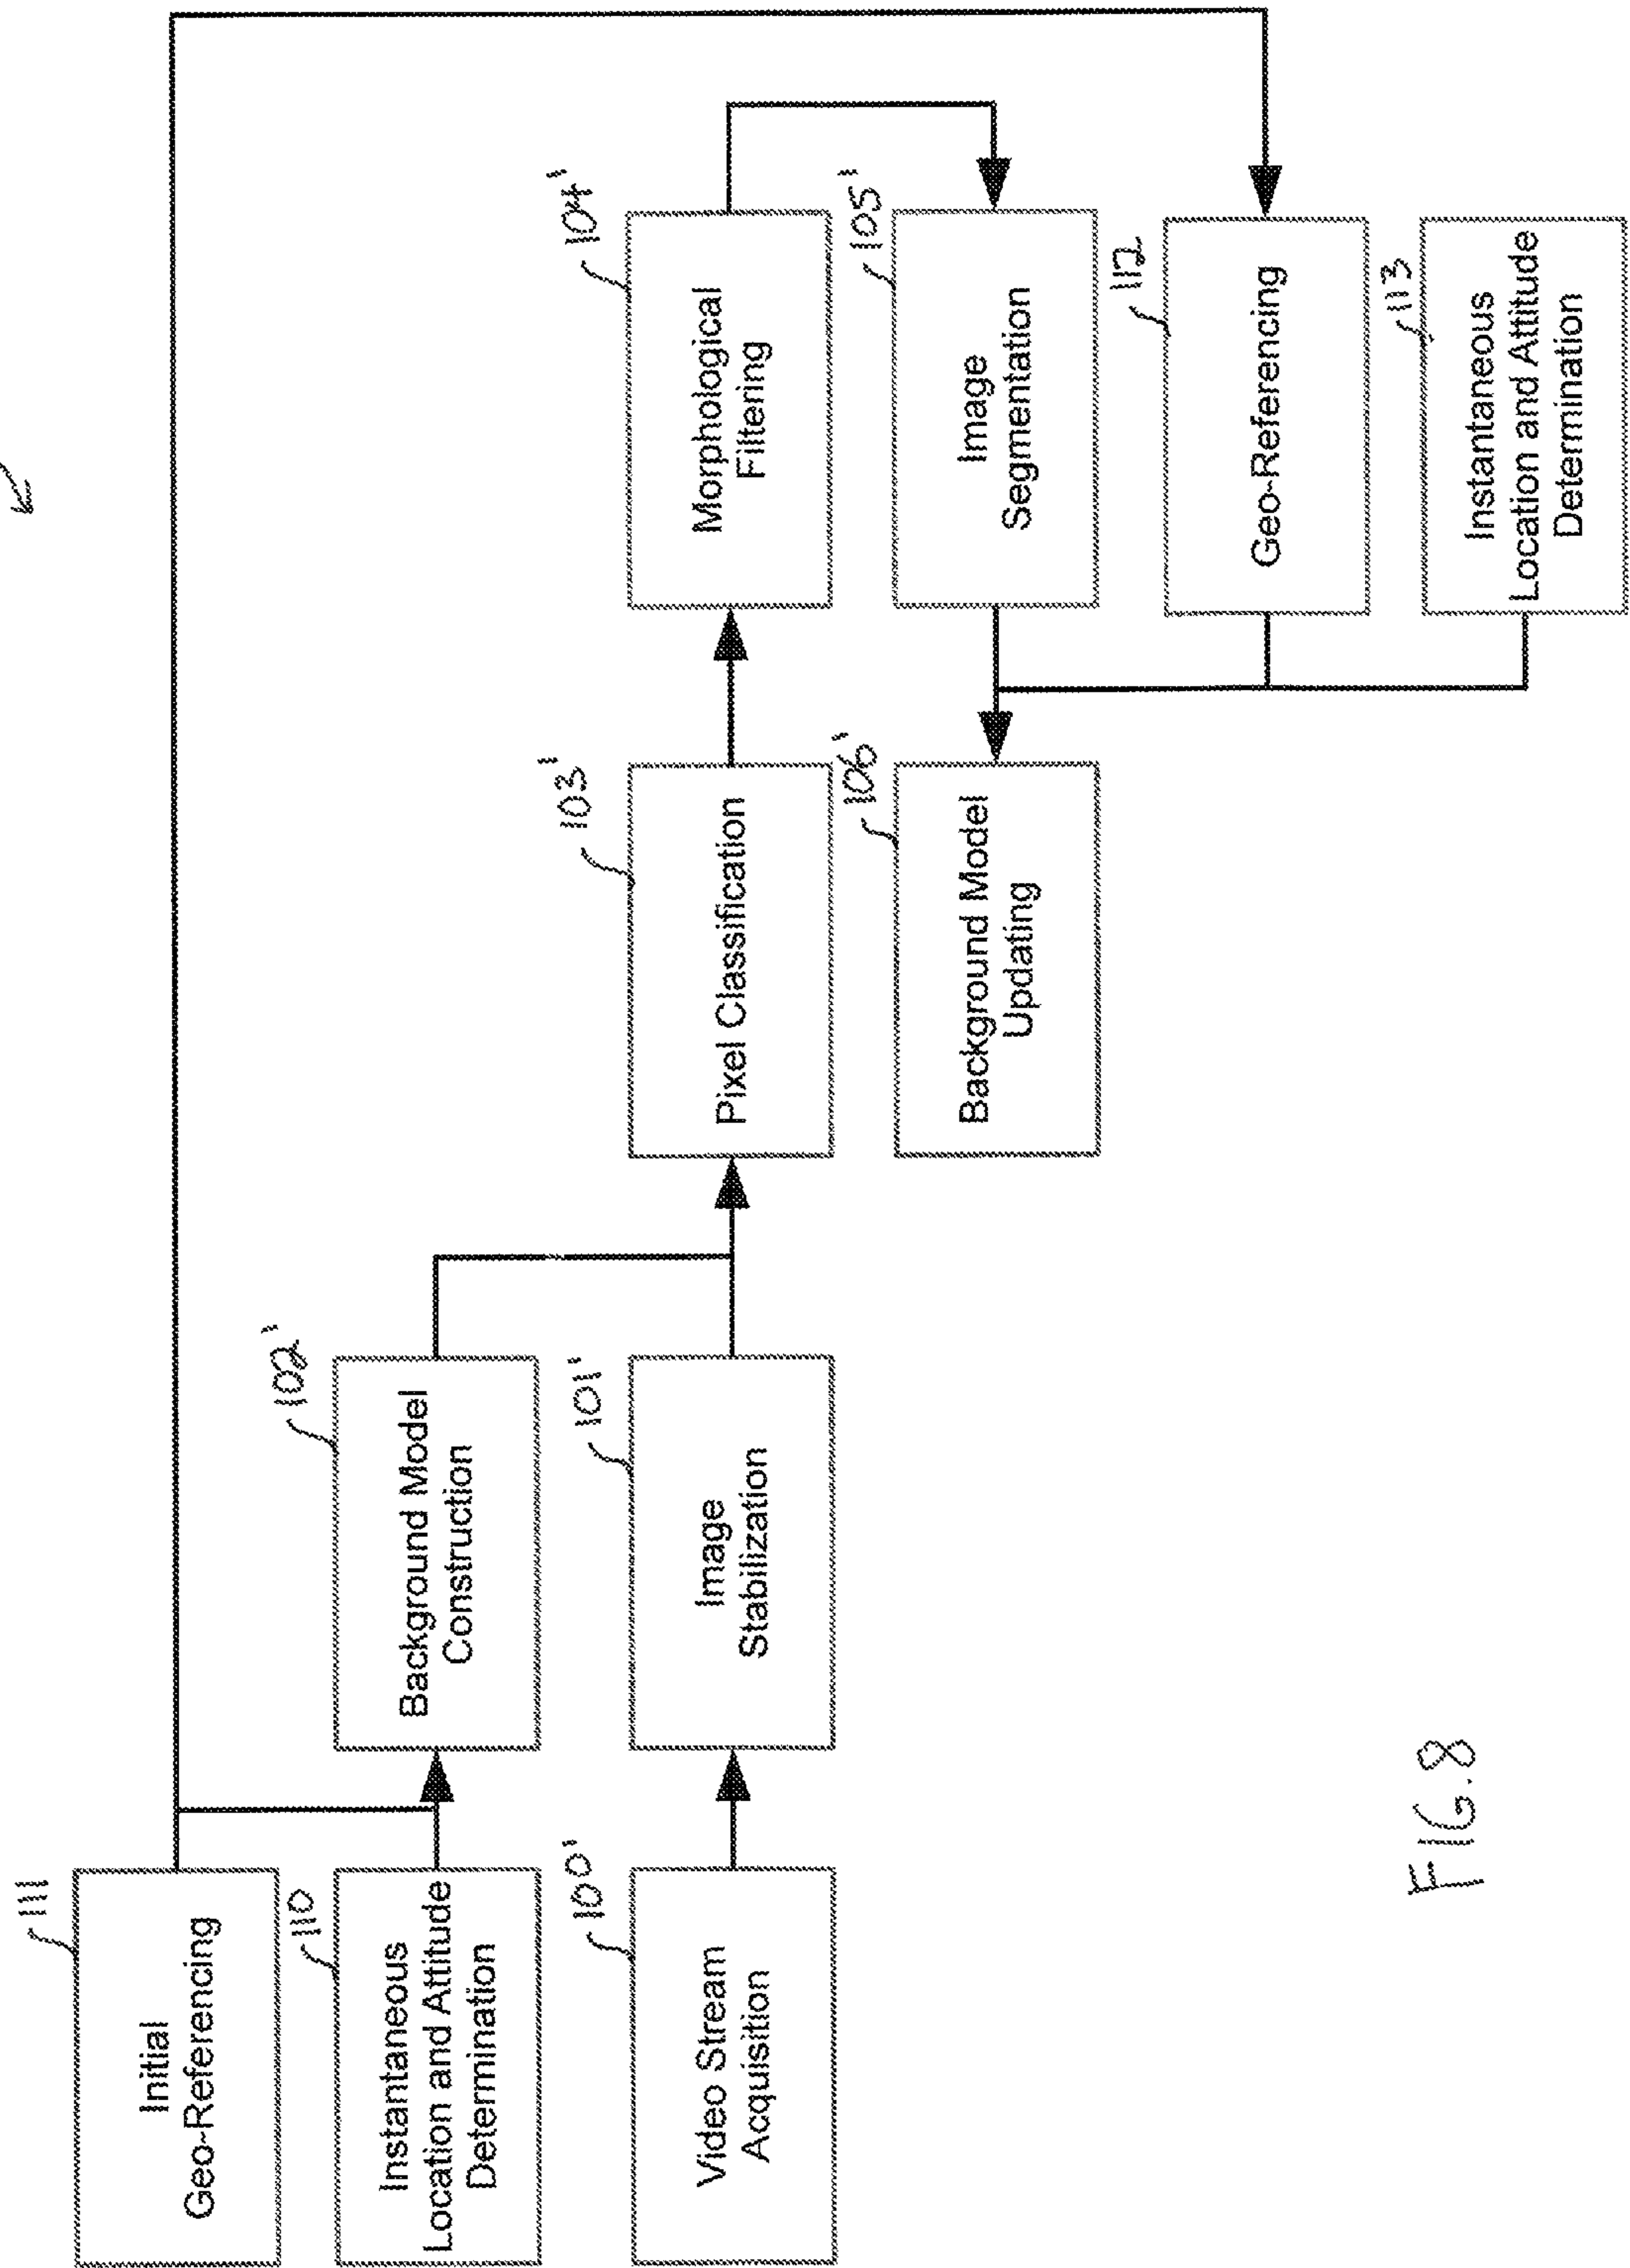 111
Initial
Geo-Referencing
110
Instantaneous
Location and Attitude
Determination
100'
Video Stream
Acquisition
102'
Background Model
Construction
101'
Image
Stabilization
103'
Pixel Classification
106'
Background Model
Updating
104'
Morphological
Filtering
105'
Image
Segmentation
112
Geo-Referencing
113
Instantaneous
Location and Attitude
Determination
FIG.8